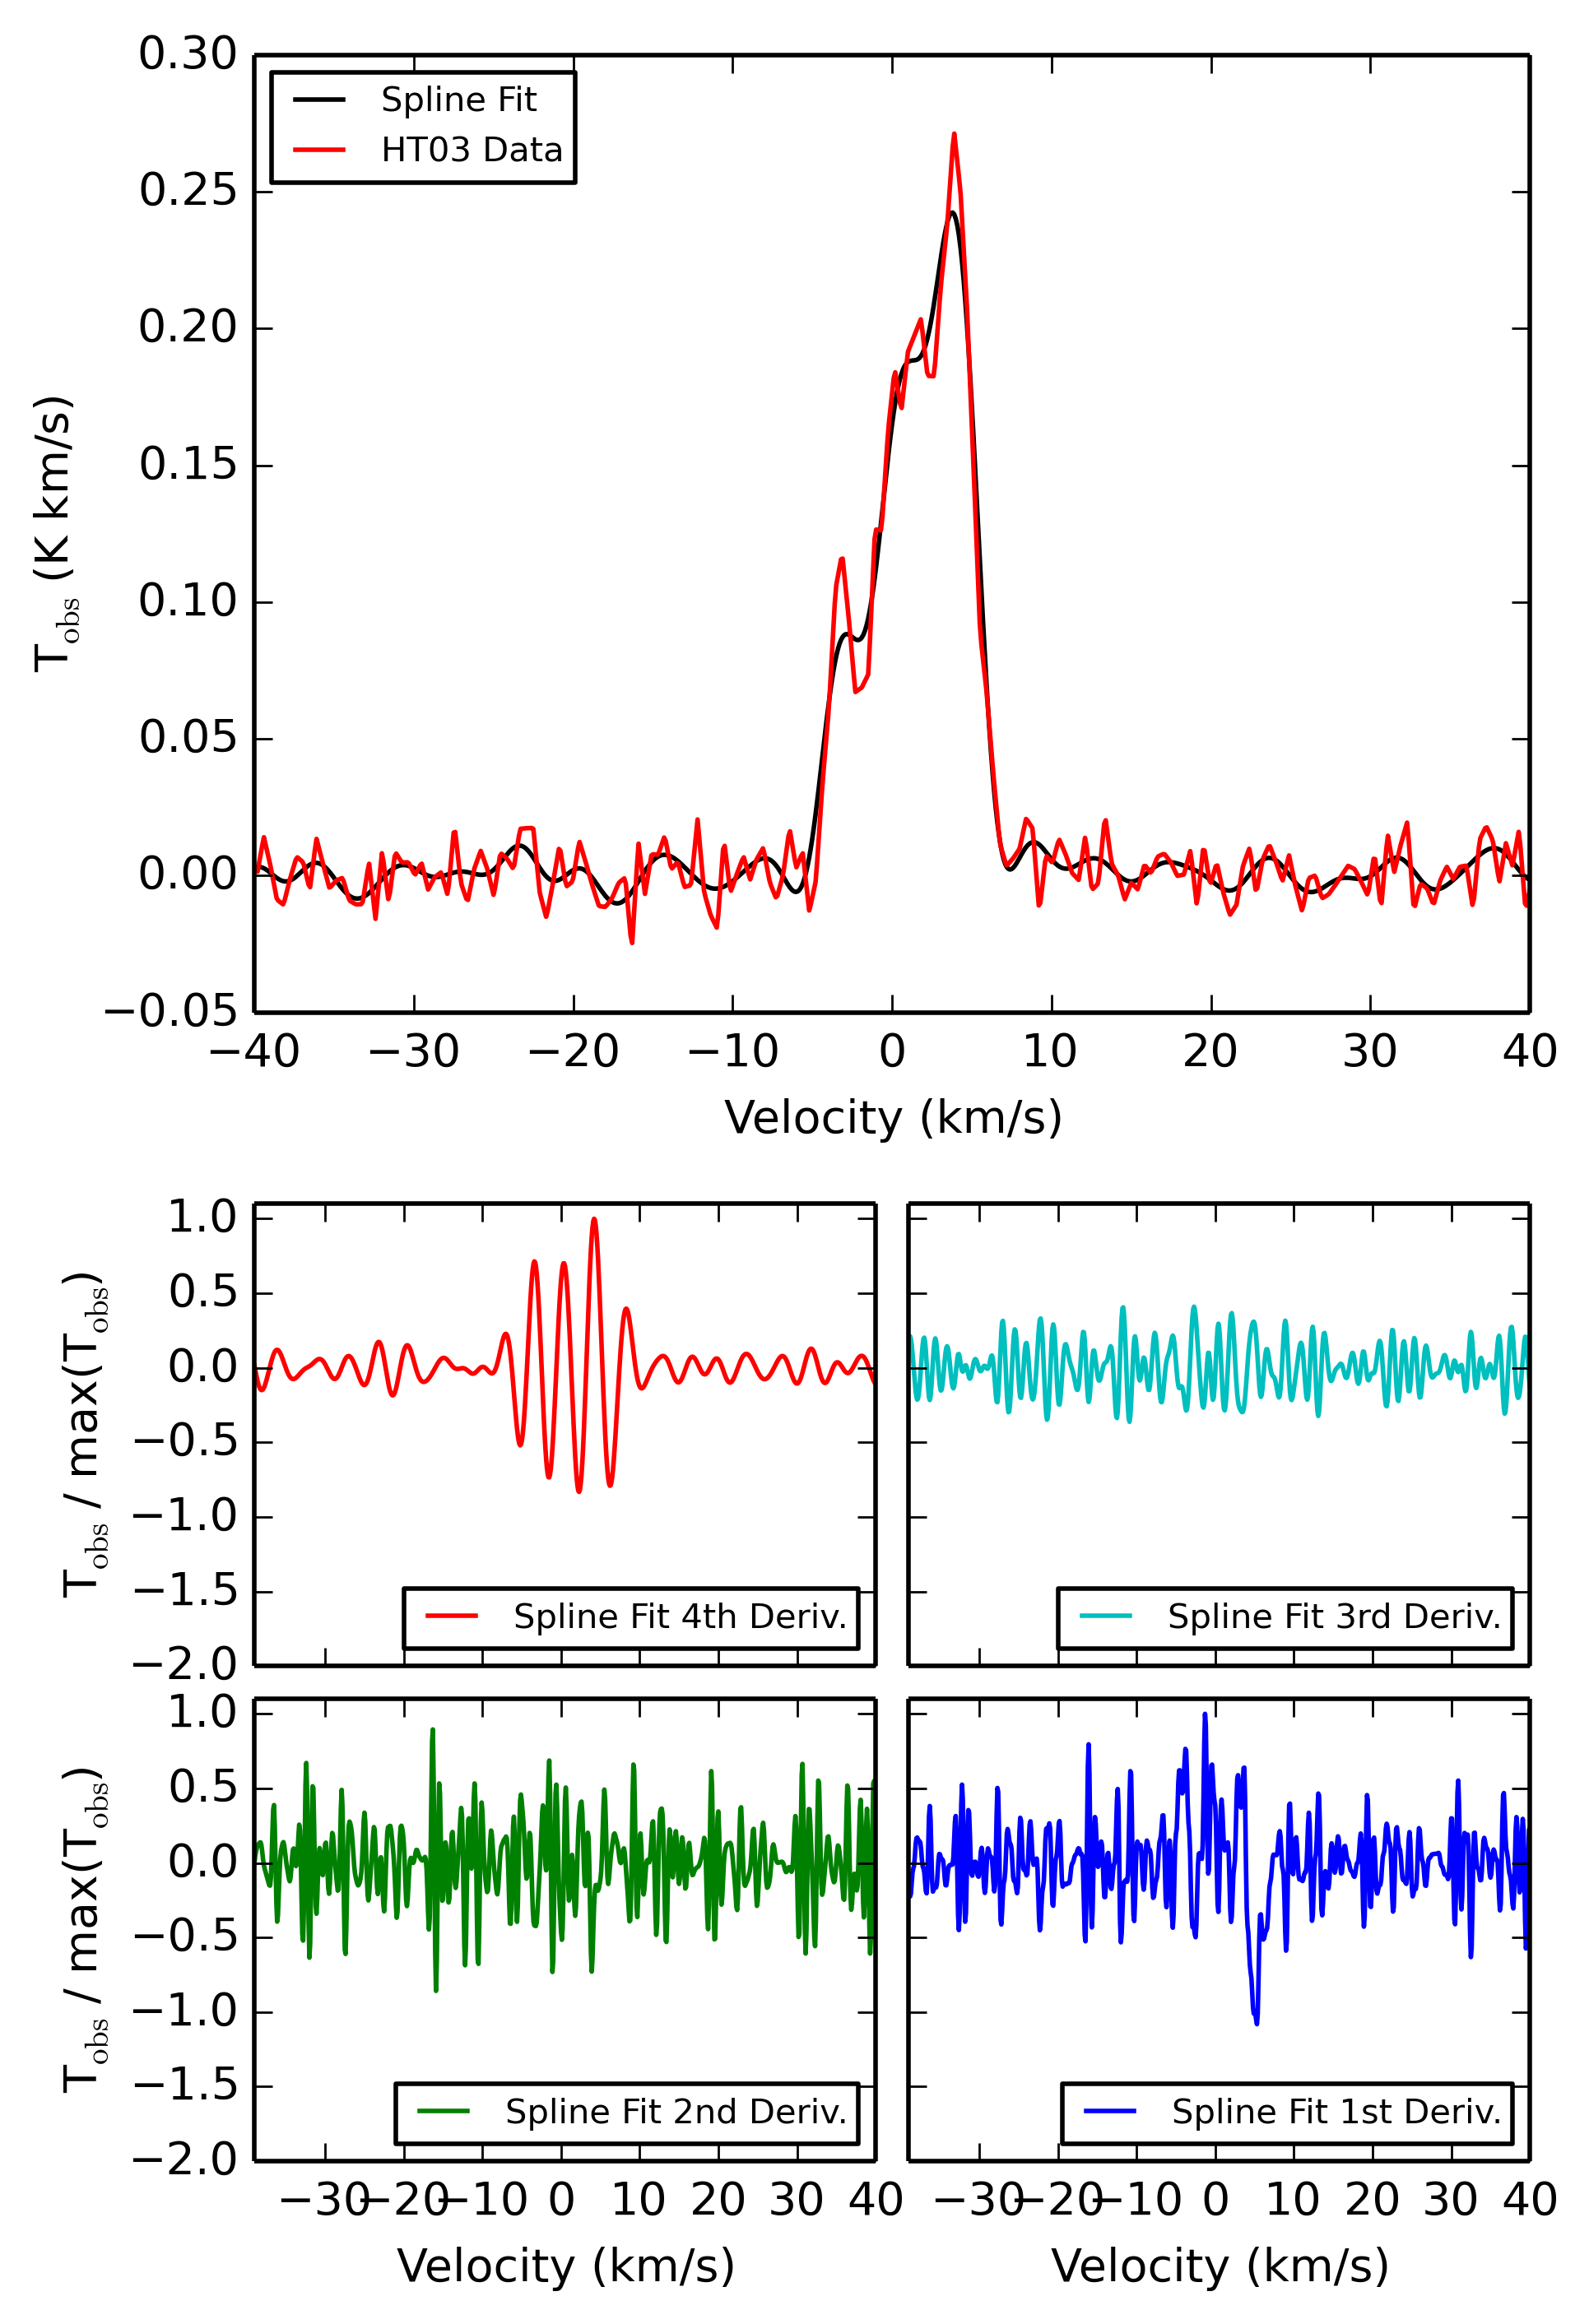 0.30
0.25
0.20
0.15
0.10
0.05
0.00
−0.05
T_obs (K km/s)
Spline Fit
HT03 Data
−40 −30 −20 −10 0 10 20 30 40
Velocity (km/s)
1.0
0.5
0.0
−0.5
−1.0
−1.5
−2.0
T_obs / max(T_obs)
Spline Fit 4th Deriv.
Spline Fit 3rd Deriv.
1.0
0.5
0.0
−0.5
−1.0
−1.5
−2.0
T_obs / max(T_obs)
Spline Fit 2nd Deriv.
Spline Fit 1st Deriv.
−30 −20 −10 0 10 20 30 40
−30 −20 −10 0 10 20 30 40
Velocity (km/s)
Velocity (km/s)